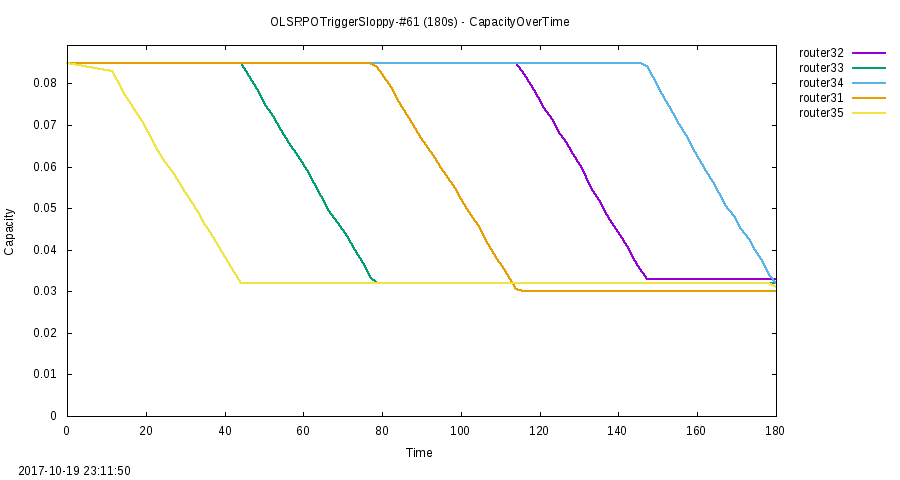 OLSRPOTriggerSloppy-#61 (180s) - CapacityOverTime
router32
router33
router34
router31
router35
0.08
0.07
0.06
0.05
0.04
0.03
0.02
0.01
0
Capacity
0 20 40 60 80 100 120 140 160 180
Time
2017-10-19 23:11:50